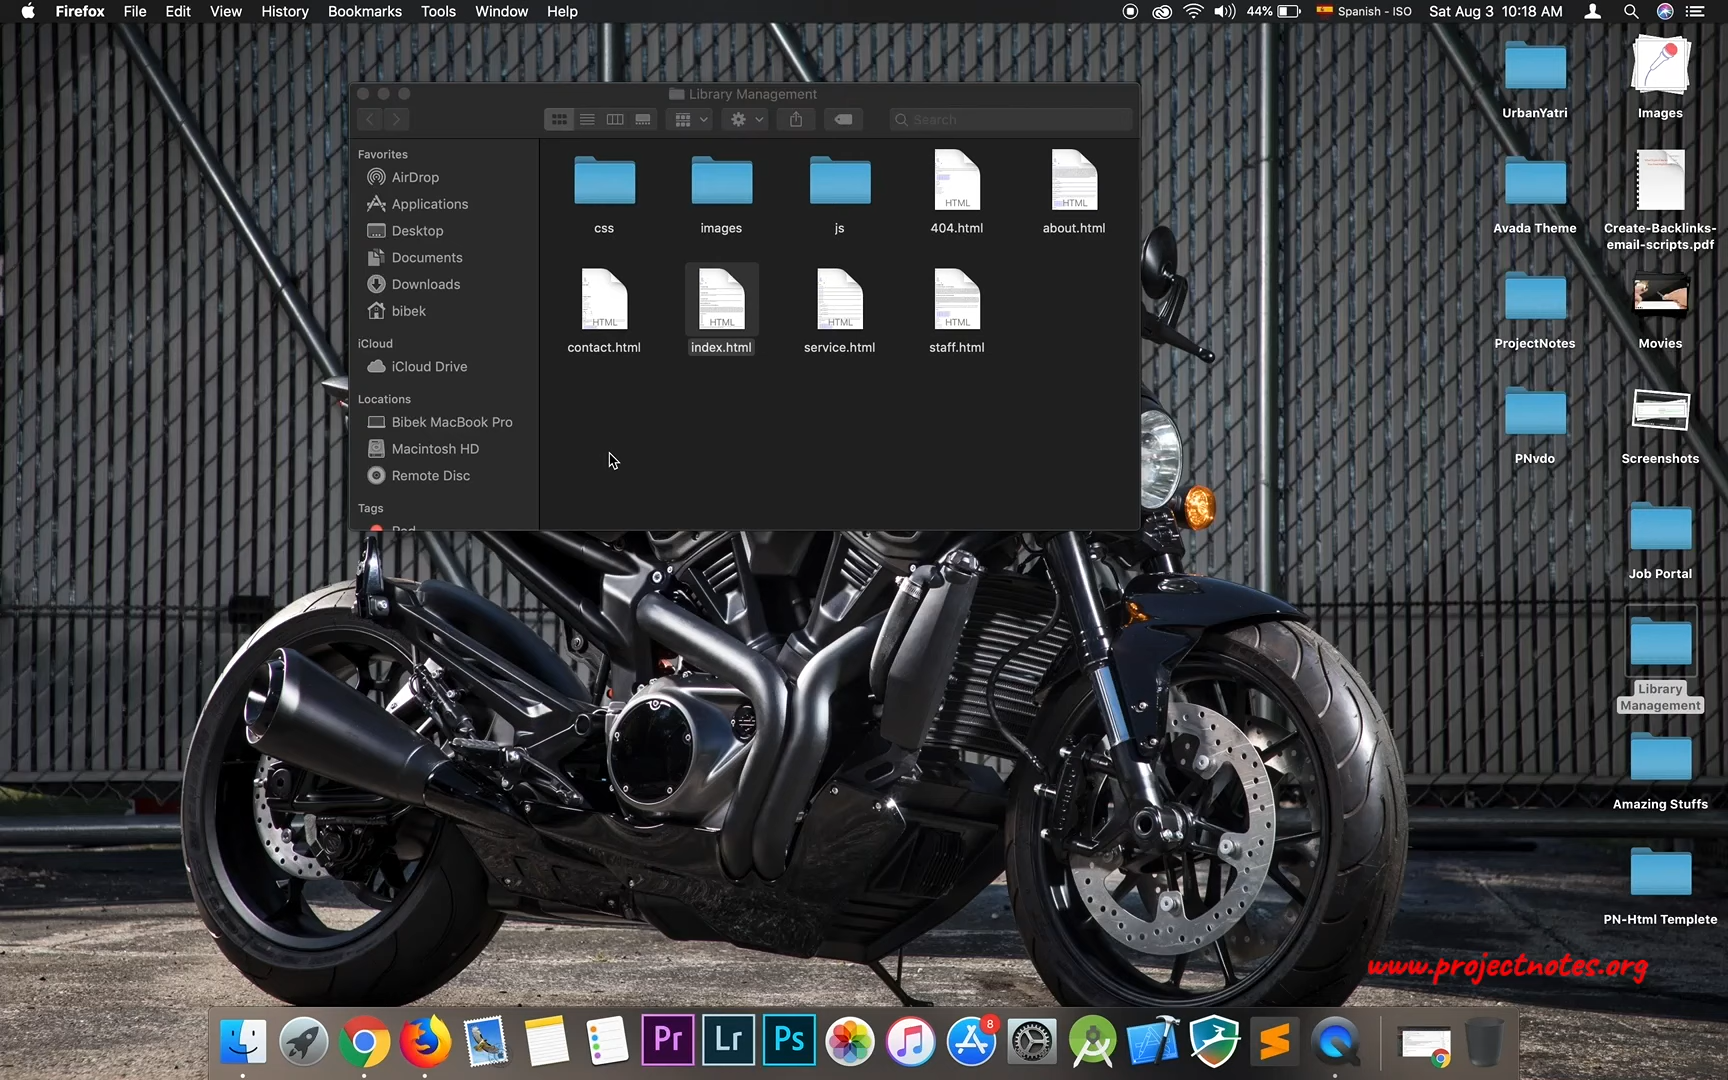 Firefox File Edit View History Bookmarks Tools Window Help 44% Spanish - ISO Sat Aug 3 10:18 AM
Library Management
Search
Favorites
AirDrop
Applications
Desktop
Documents
Downloads
bibek
iCloud
iCloud Drive
Locations
Bibek MacBook Pro
Macintosh HD
Remote Disc
Tags
Red
css
images
js
HTML
404.html
HTML
about.html
HTML
contact.html
HTML
index.html
HTML
service.html
HTML
staff.html
UrbanYatri
Images
Avada Theme
Create-Backlinks-
email-scripts.pdf
ProjectNotes
Movies
PNvdo
Screenshots
Job Portal
Library
Management
Amazing Stuffs
PN-Html Templete
www.projectnotes.org
Pr
Lr
Ps
8